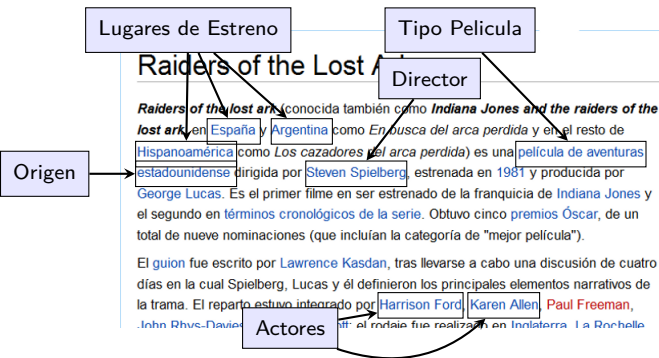 Lugares de Estreno
Tipo Pelicula
Raiders of the Lost A
Director
Raiders of the lost ark (conocida también como Indiana Jones and the raiders of the
lost ark, en España y Argentina como En busca del arca perdida y en el resto de
Hispanoamérica como Los cazadores del arca perdida) es una película de aventuras
Origen
estadounidense dirigida por Steven Spielberg, estrenada en 1981 y producida por
George Lucas. Es el primer filme en ser estrenado de la franquicia de Indiana Jones y
el segundo en términos cronológicos de la serie. Obtuvo cinco premios Óscar, de un
total de nueve nominaciones (que incluían la categoría de "mejor película").
El guion fue escrito por Lawrence Kasdan, tras llevarse a cabo una discusión de cuatro
días en la cual Spielberg, Lucas y él definieron los principales elementos narrativos de
la trama. El reparto estuvo integrado por Harrison Ford, Karen Allen, Paul Freeman,
John Rhys-Davies ott; el rodaje fue realizado en Inglaterra, La Rochelle,
Actores